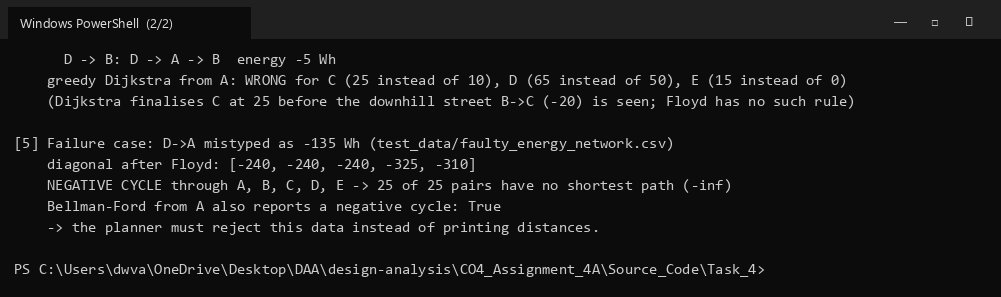 Windows PowerShell (2/2)
D -> B: D -> A -> B  energy -5 Wh
greedy Dijkstra from A: WRONG for C (25 instead of 10), D (65 instead of 50), E (15 instead of 0)
(Dijkstra finalises C at 25 before the downhill street B->C (-20) is seen; Floyd has no such rule)
[5] Failure case: D->A mistyped as -135 Wh (test_data/faulty_energy_network.csv)
diagonal after Floyd: [-240, -240, -240, -325, -310]
NEGATIVE CYCLE through A, B, C, D, E -> 25 of 25 pairs have no shortest path (-inf)
Bellman-Ford from A also reports a negative cycle: True
-> the planner must reject this data instead of printing distances.
PS C:\Users\dwva\OneDrive\Desktop\DAA\design-analysis\CO4_Assignment_4A\Source_Code\Task_4>